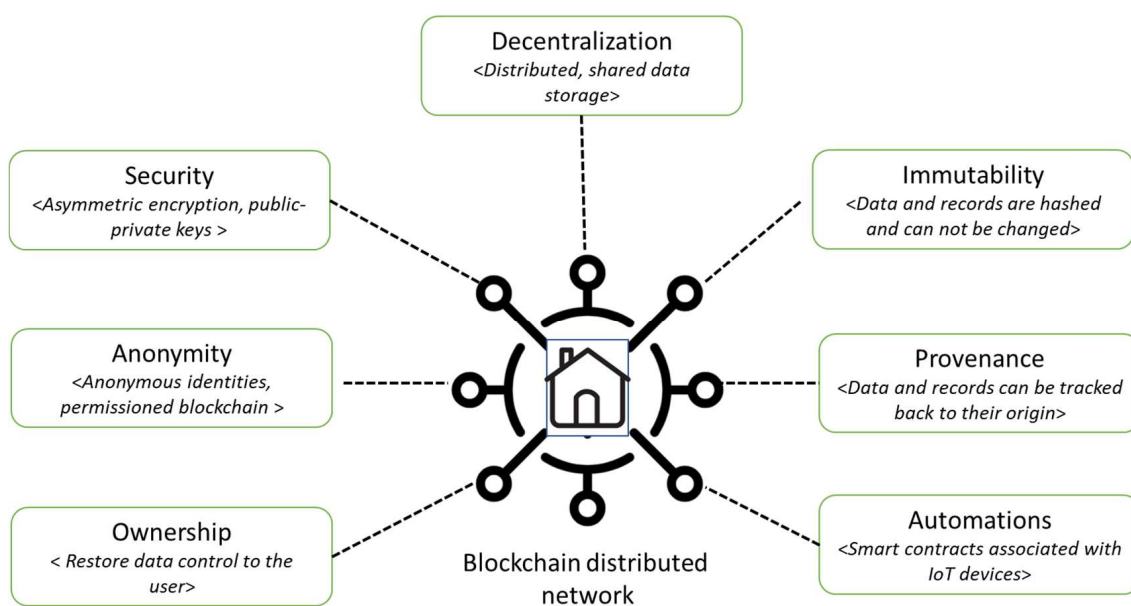 Decentralization
<Distributed, shared data
storage>
Security
<Asymmetric encryption, public-
private keys >
Immutability
<Data and records are hashed
and can not be changed>
Anonymity
<Anonymous identities,
permissioned blockchain >
Provenance
<Data and records can be tracked
back to their origin>
Ownership
< Restore data control to the
user>
Automations
<Smart contracts associated with
IoT devices>
Blockchain distributed
network